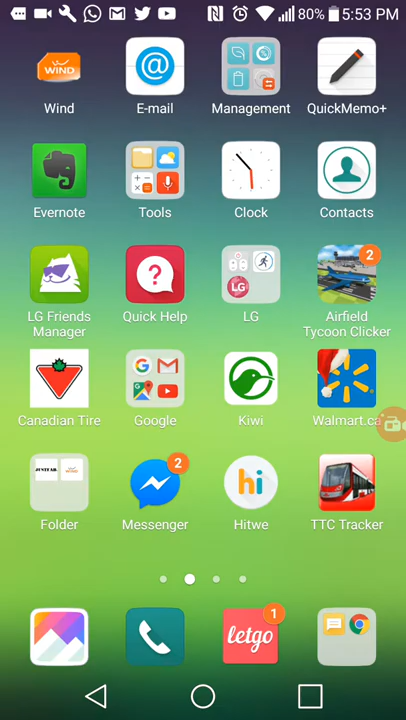 80% 5:53 PM
WIND
Wind
E-mail
Management
QuickMemo+
Evernote
Tools
Clock
Contacts
2
LG Friends
Manager
Quick Help
LG
Airfield
Tycoon Clicker
Canadian Tire
Google
Kiwi
Walmart.ca
2
hi
Folder
Messenger
Hitwe
TTC Tracker
1
letgo